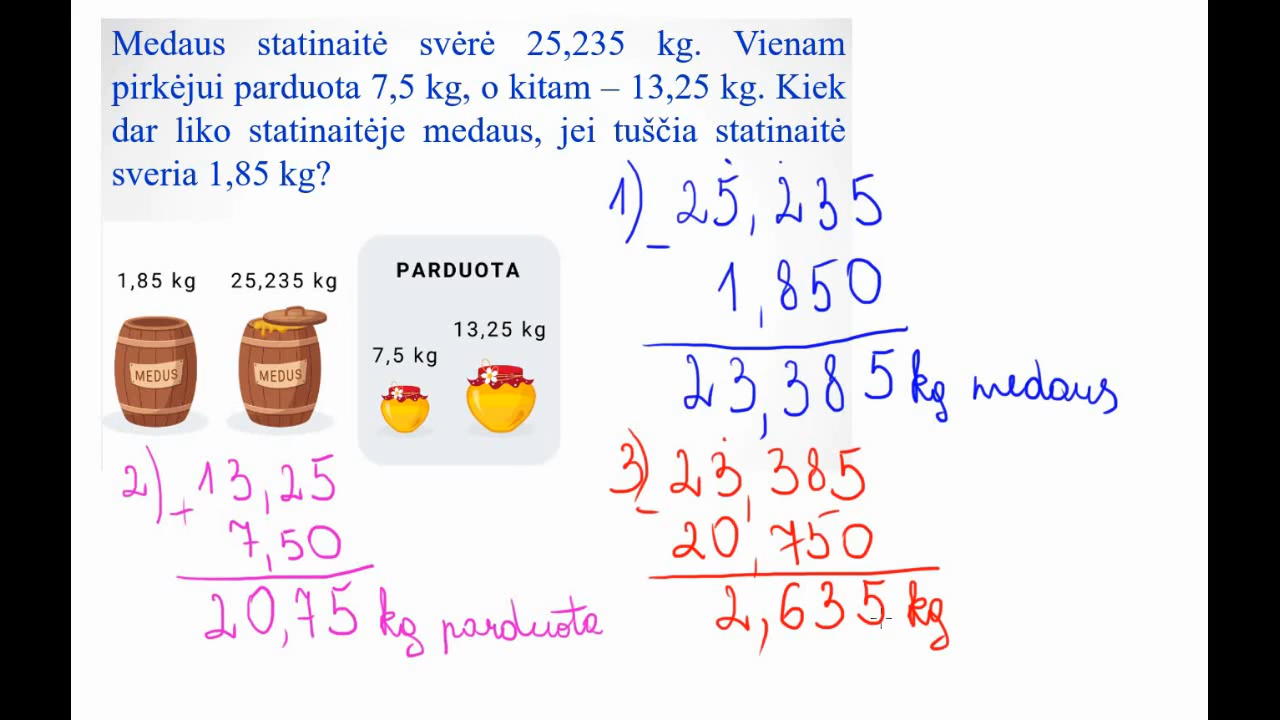 Medaus statinaitė svėrė 25,235 kg. Vienam
pirkėjui parduota 7,5 kg, o kitam – 13,25 kg. Kiek
dar liko statinaitėje medaus, jei tuščia statinaitė
sveria 1,85 kg?
1,85 kg
25,235 kg
MEDUS
MEDUS
PARDUOTA
7,5 kg
13,25 kg
1) - 25,235
1,850
23,385 kg medaus
2) + 13,25
7,50
20,75 kg parduota
3) - 23,385
20,750
2,635 kg